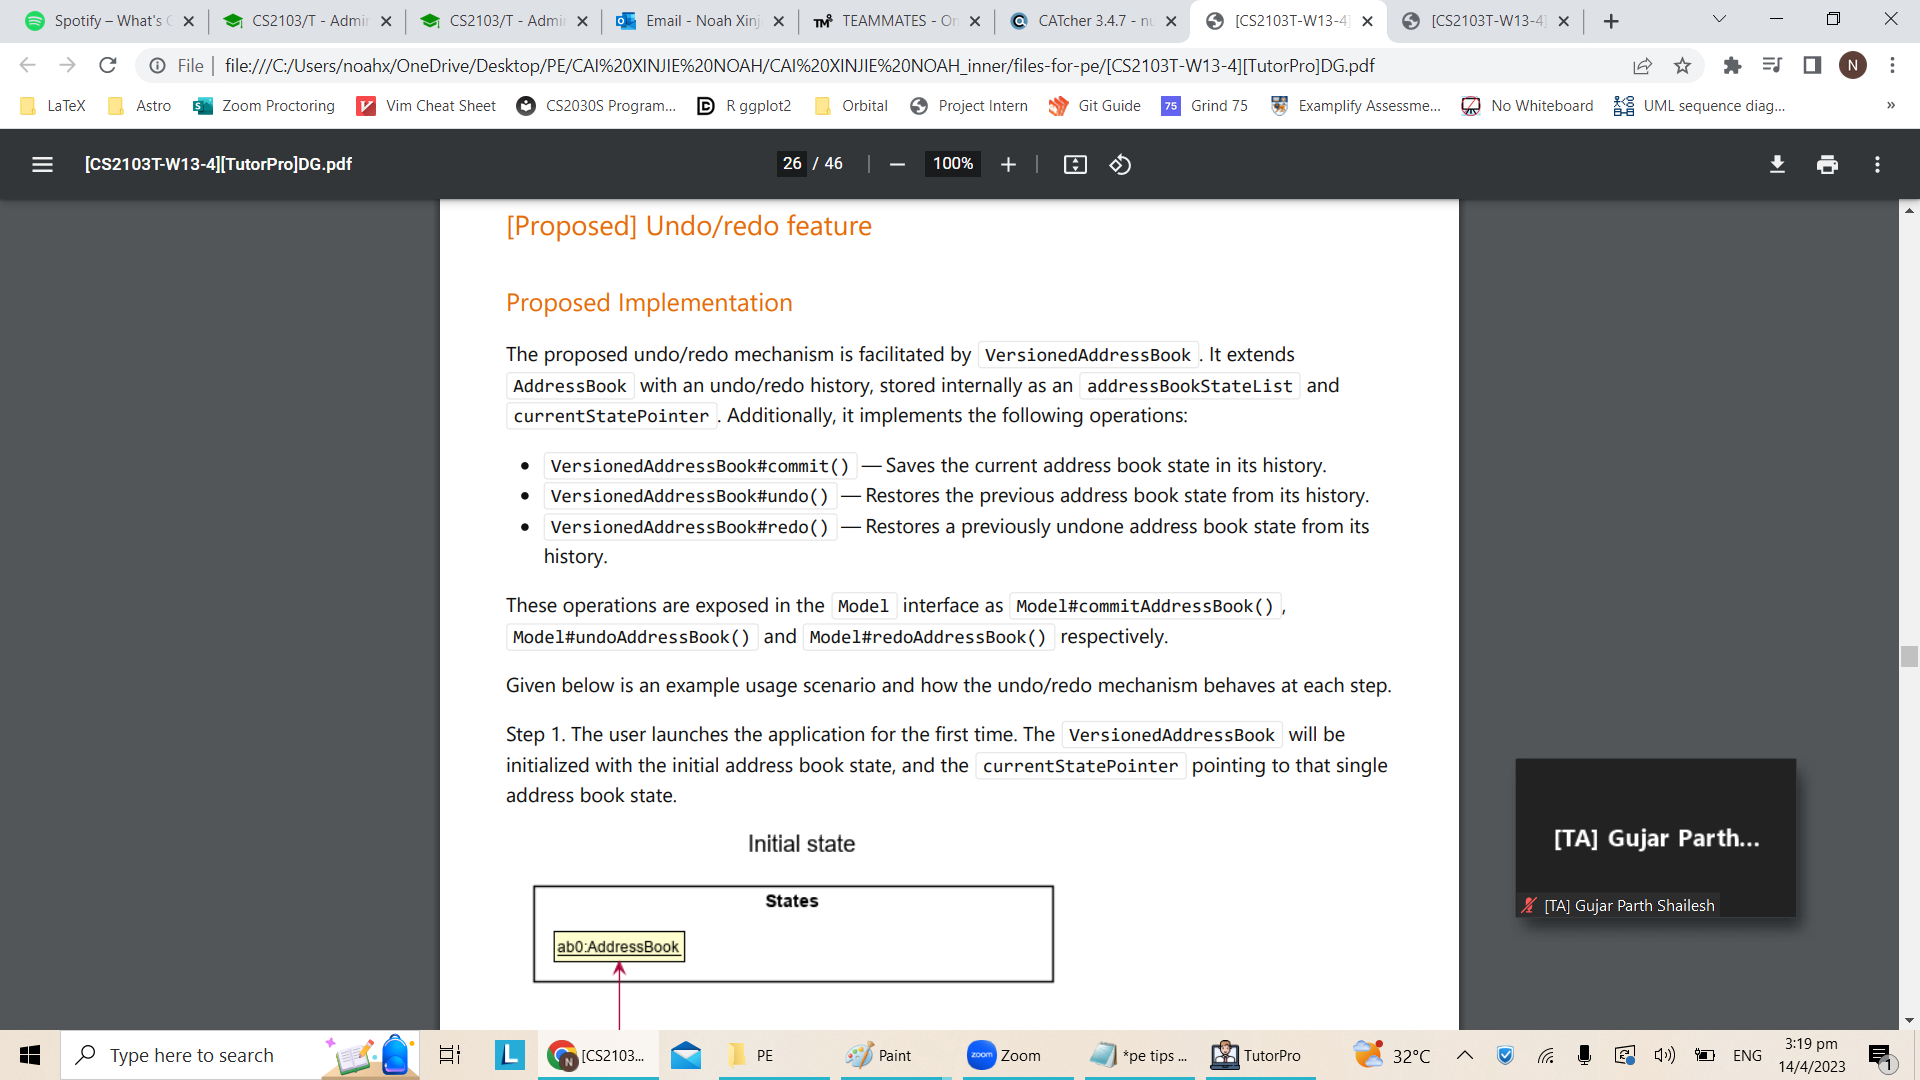 Spotify – What's
CS2103/T - Admi
CS2103/T - Admi
Email - Noah Xinj
TEAMMATES - On
CATcher 3.4.7 - nu
[CS2103T-W13-4]
[CS2103T-W13-4]
File
file:///C:/Users/noahx/OneDrive/Desktop/PE/CAI%20XINJIE%20NOAH/CAI%20XINJIE%20NOAH_inner/files-for-pe/[CS2103T-W13-4][TutorPro]DG.pdf
N
LaTeX
Astro
Zoom Proctoring
Vim Cheat Sheet
CS2030S Program...
R ggplot2
Orbital
Project Intern
Git Guide
75 Grind 75
Examplify Assessme...
No Whiteboard
UML sequence diag...
»
[CS2103T-W13-4][TutorPro]DG.pdf
26 / 46
100%
[Proposed] Undo/redo feature
Proposed Implementation
The proposed undo/redo mechanism is facilitated by VersionedAddressBook . It extends
AddressBook with an undo/redo history, stored internally as an addressBookStateList and
currentStatePointer . Additionally, it implements the following operations:
• VersionedAddressBook#commit() — Saves the current address book state in its history.
• VersionedAddressBook#undo() — Restores the previous address book state from its history.
• VersionedAddressBook#redo() — Restores a previously undone address book state from its
history.
These operations are exposed in the Model interface as Model#commitAddressBook() ,
Model#undoAddressBook() and Model#redoAddressBook() respectively.
Given below is an example usage scenario and how the undo/redo mechanism behaves at each step.
Step 1. The user launches the application for the first time. The VersionedAddressBook will be
initialized with the initial address book state, and the currentStatePointer pointing to that single
address book state.
Initial state
States
ab0:AddressBook
[TA] Gujar Parth...
[TA] Gujar Parth Shailesh
Type here to search
L
[CS2103...
PE
Paint
zoom Zoom
*pe tips ...
TutorPro
32°C
ENG
3:19 pm
14/4/2023
1